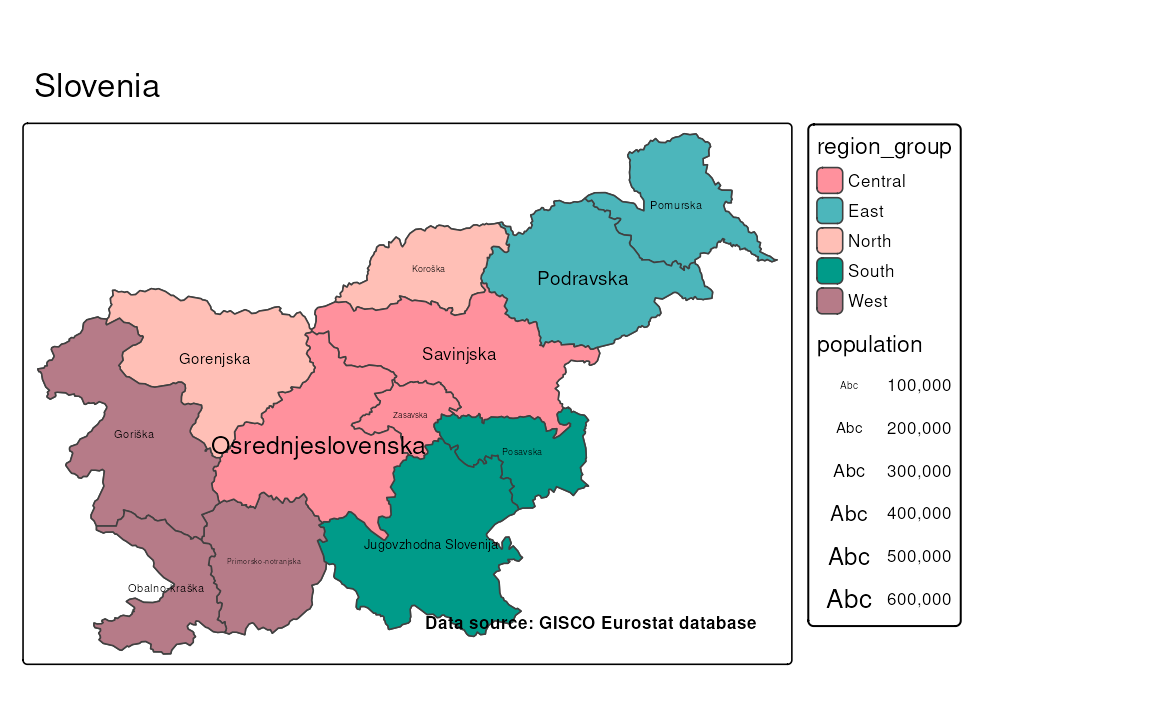 Slovenia
Pomurska
Koroška
Podravska
Gorenjska
Savinjska
Zasavska
Goriška
Osrednjeslovenska
Posavska
Jugovzhodna Slovenija
Primorsko-notranjska
Obalno-kraška
Data source: GISCO Eurostat database
region_group
Central
East
North
South
West
population
Abc 100,000
Abc 200,000
Abc 300,000
Abc 400,000
Abc 500,000
Abc 600,000